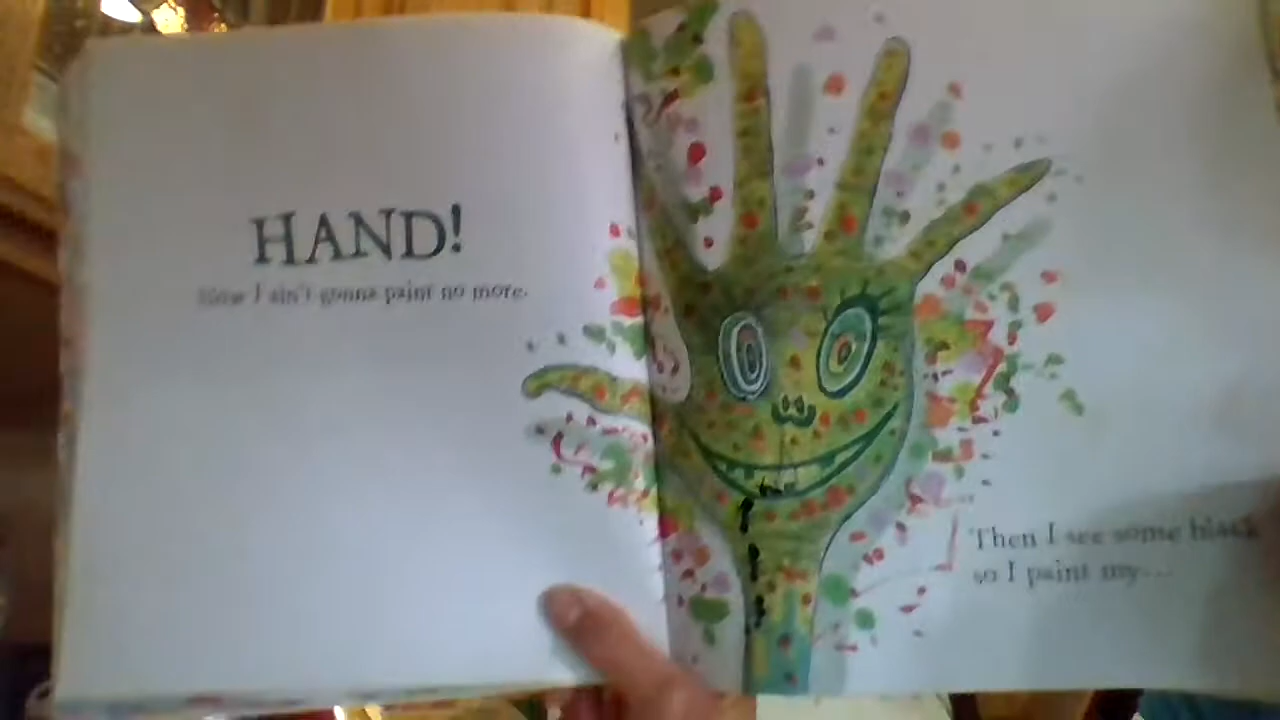 HAND!
Now I ain't gonna paint no more.
Then I see some black
so I paint my...